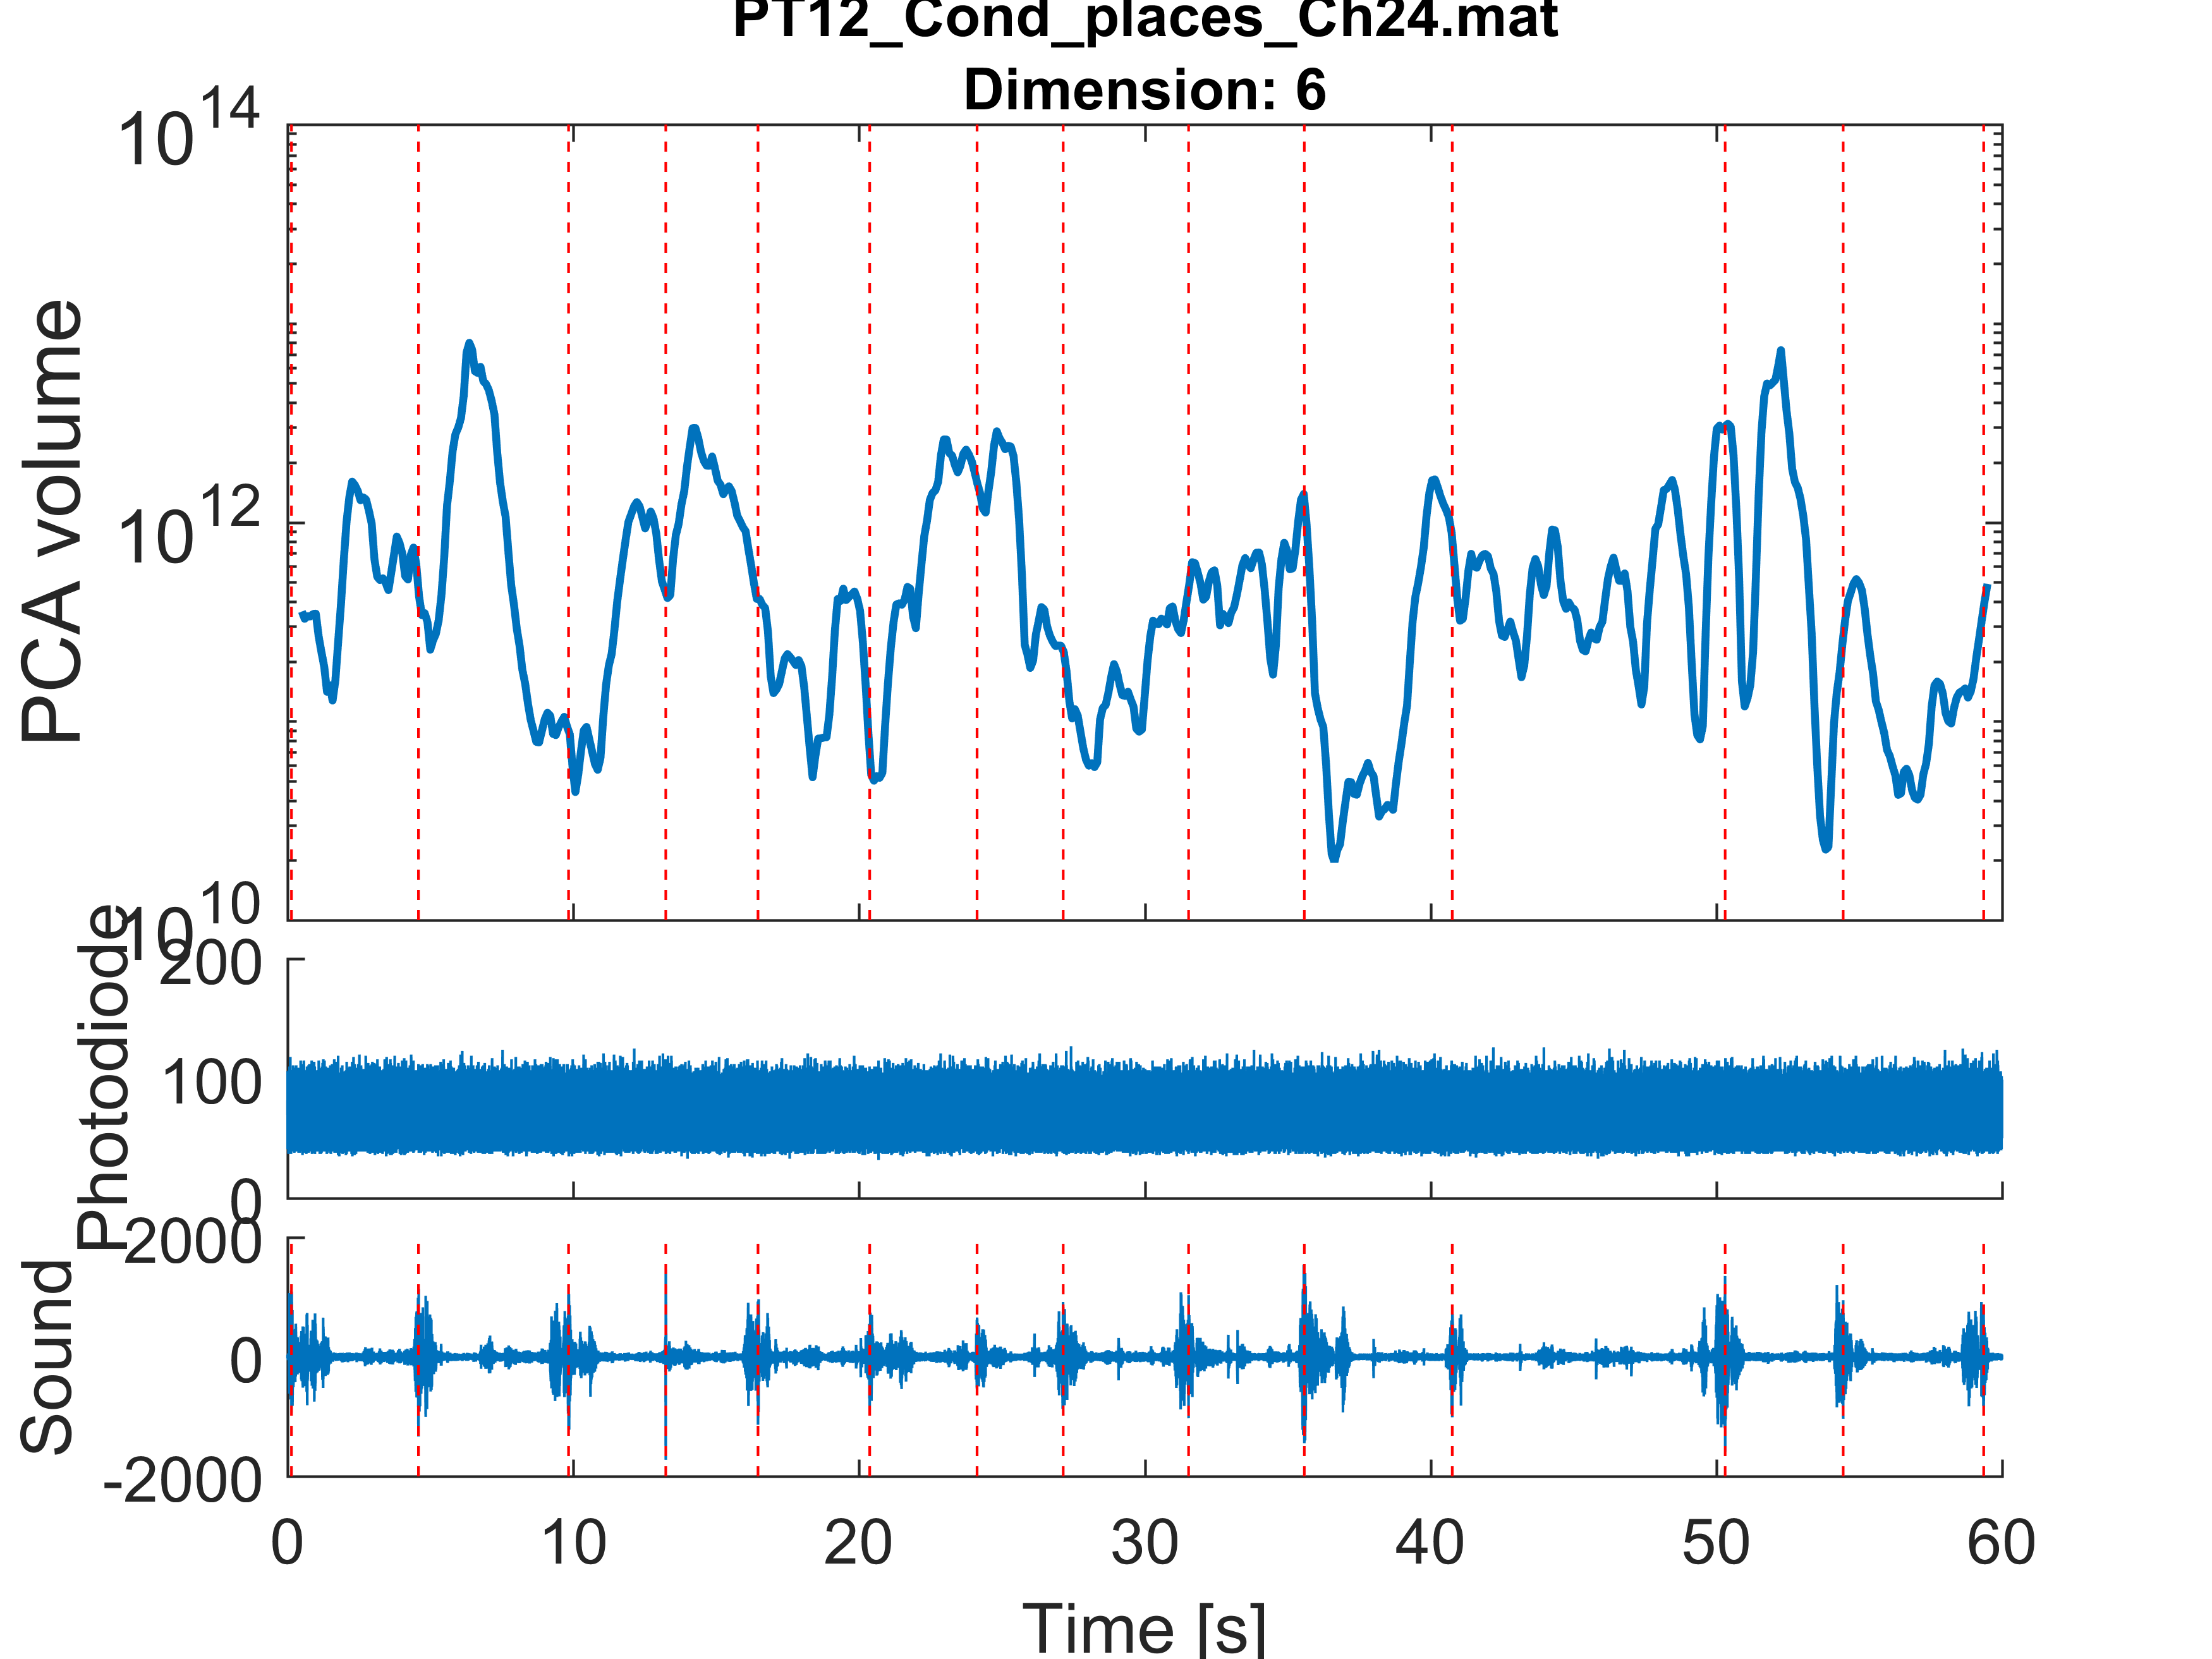 PT12_Cond_places_Ch24.mat
Dimension: 6
10^14
10^12
10^10
PCA volume
200
100
0
Photodiode
2000
0
-2000
Sound
0 10 20 30 40 50 60
Time [s]